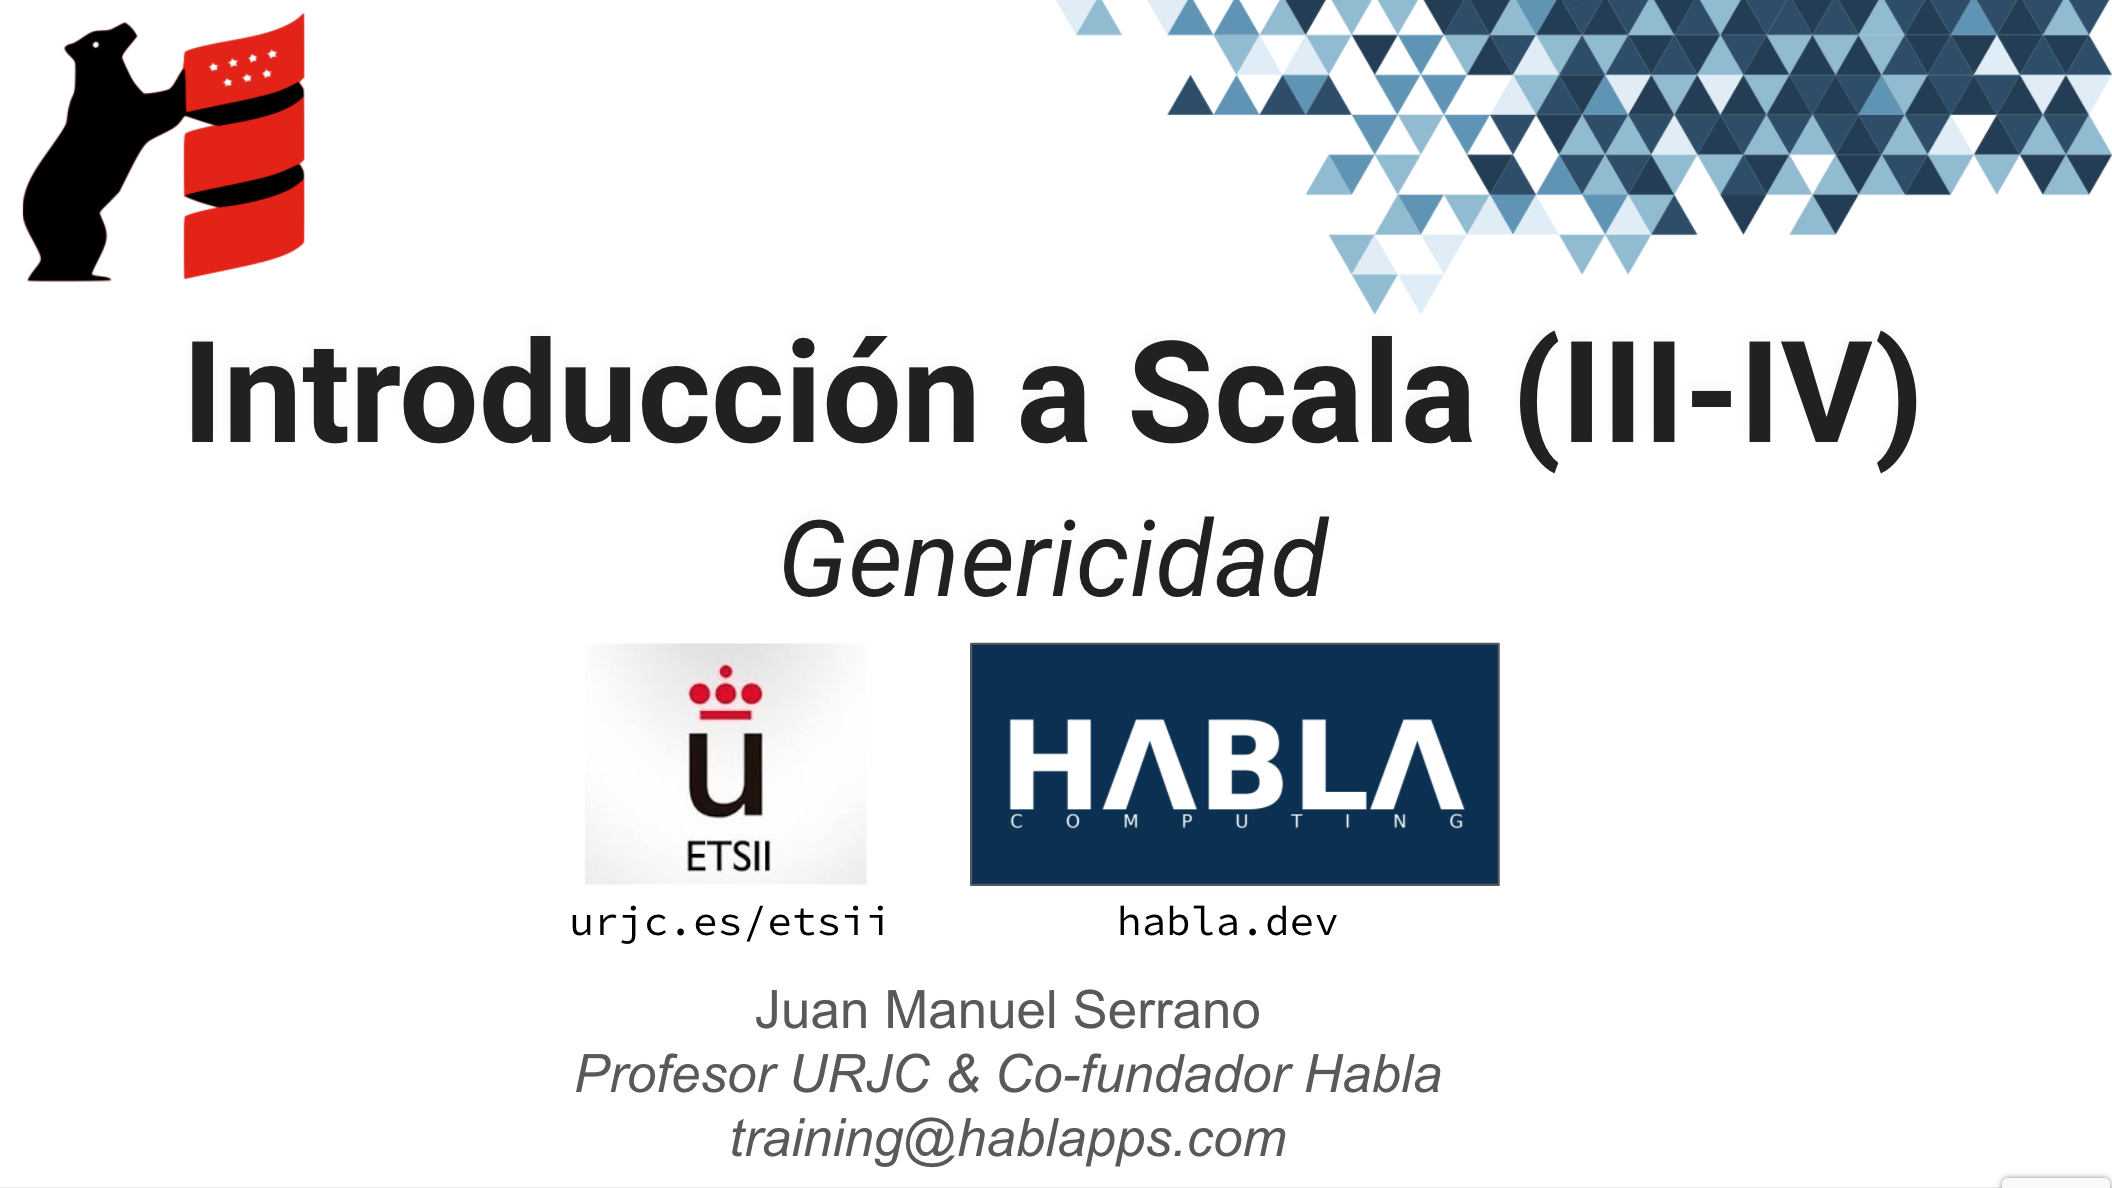 Introducción a Scala (III-IV)
Genericidad
u
ETSII
HABLA
COMPUTING
urjc.es/etsii
habla.dev
Juan Manuel Serrano
Profesor URJC & Co-fundador Habla
training@hablapps.com